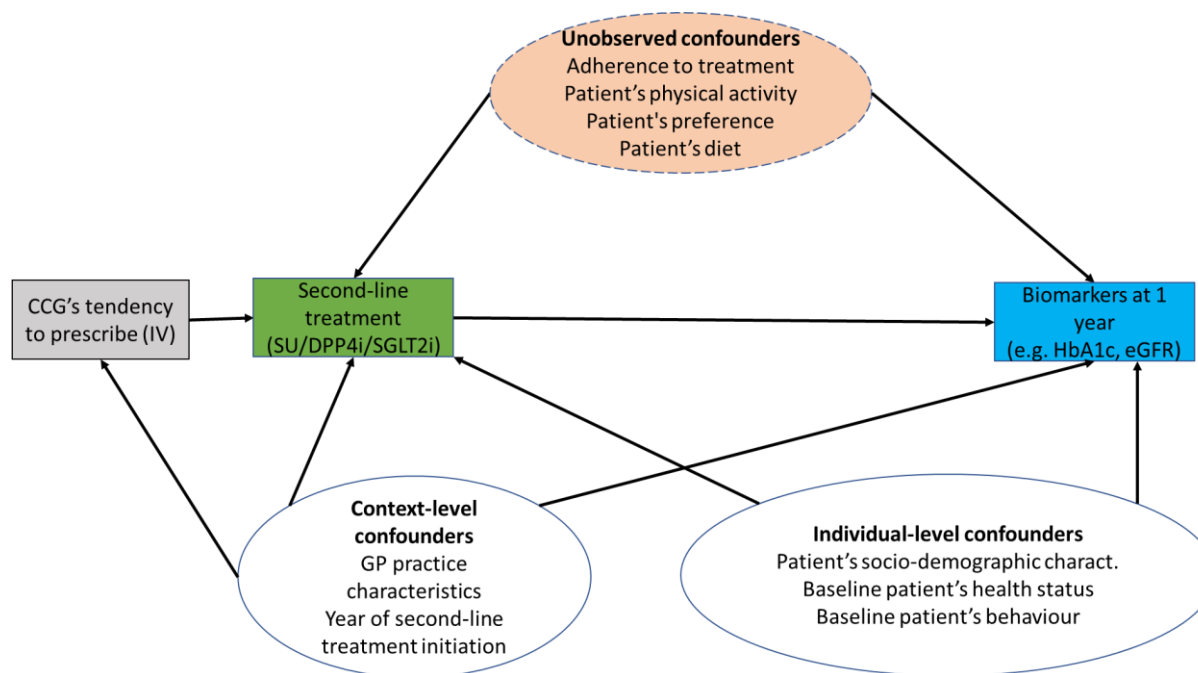 Unobserved confounders
Adherence to treatment
Patient’s physical activity
Patient's preference
Patient’s diet
CCG’s tendency
to prescribe (IV)
Second-line
treatment
(SU/DPP4i/SGLT2i)
Biomarkers at 1
year
(e.g. HbA1c, eGFR)
Context-level
confounders
GP practice
characteristics
Year of second-line
treatment initiation
Individual-level confounders
Patient’s socio-demographic charact.
Baseline patient’s health status
Baseline patient’s behaviour